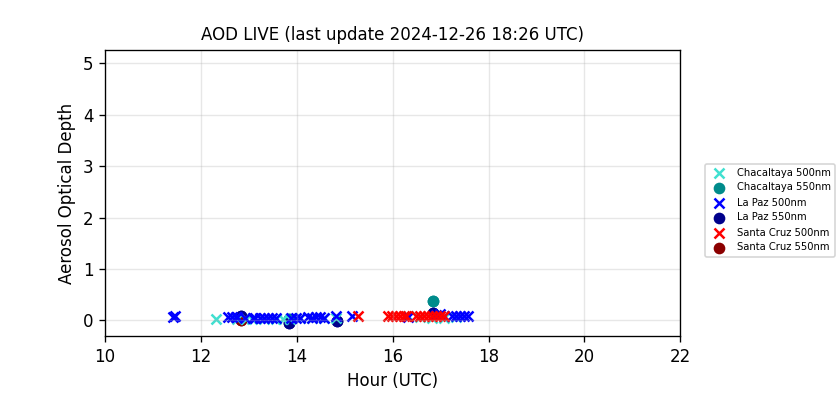 AOD LIVE (last update 2024-12-26 18:26 UTC)
Aerosol Optical Depth
5
4
3
2
1
0
10 12 14 16 18 20 22
Hour (UTC)
Chacaltaya 500nm
Chacaltaya 550nm
La Paz 500nm
La Paz 550nm
Santa Cruz 500nm
Santa Cruz 550nm